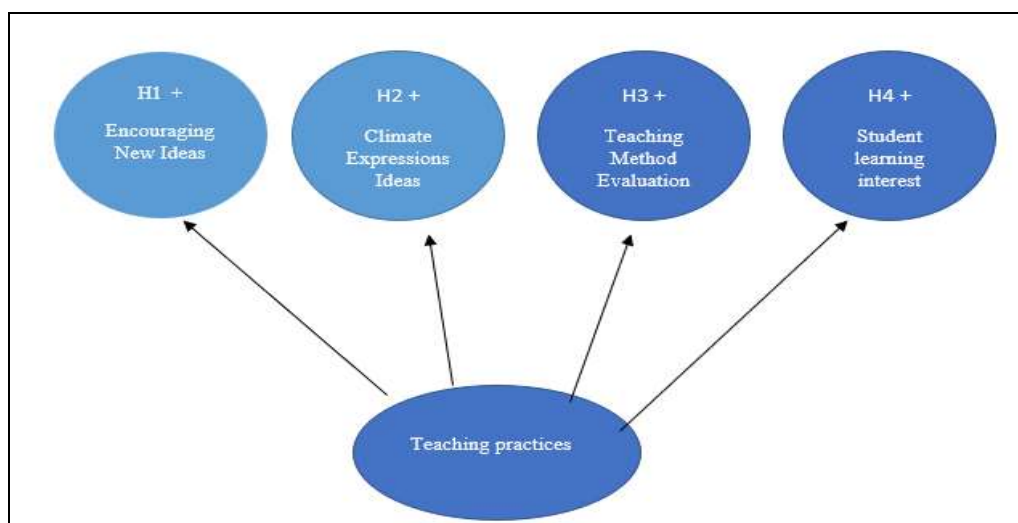 H1 +
Encouraging
New Ideas
H2 +
Climate
Expressions
Ideas
H3 +
Teaching
Method
Evaluation
H4 +
Student
learning
interest
Teaching practices